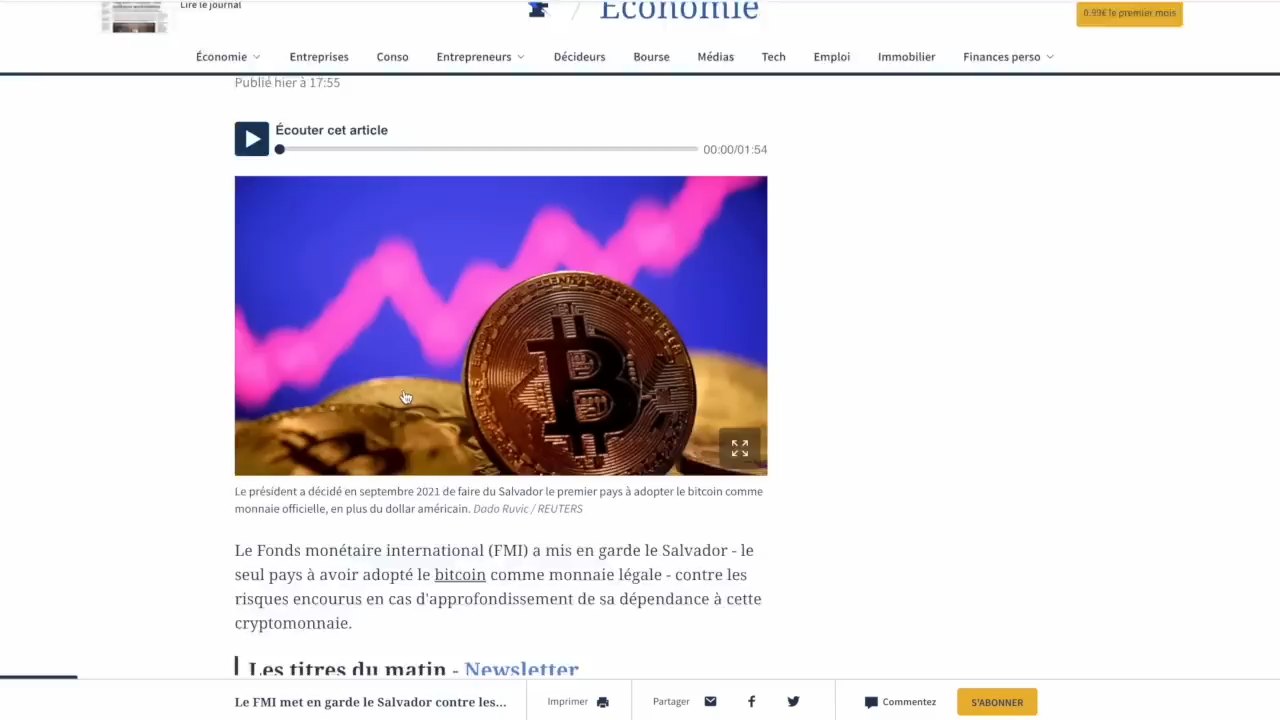 Lire le journal
Économie
0.99€ le premier mois
Économie
Entreprises
Conso
Entrepreneurs
Décideurs
Bourse
Médias
Tech
Emploi
Immobilier
Finances perso
Publié hier à 17:55
Écouter cet article
00:00/01:54
Le président a décidé en septembre 2021 de faire du Salvador le premier pays à adopter le bitcoin comme
monnaie officielle, en plus du dollar américain. Dado Ruvic / REUTERS
Le Fonds monétaire international (FMI) a mis en garde le Salvador - le
seul pays à avoir adopté le bitcoin comme monnaie légale - contre les
risques encourus en cas d'approfondissement de sa dépendance à cette
cryptomonnaie.
Les titres du matin - Newsletter
Le FMI met en garde le Salvador contre les...
Imprimer
Partager
Commentez
S'ABONNER